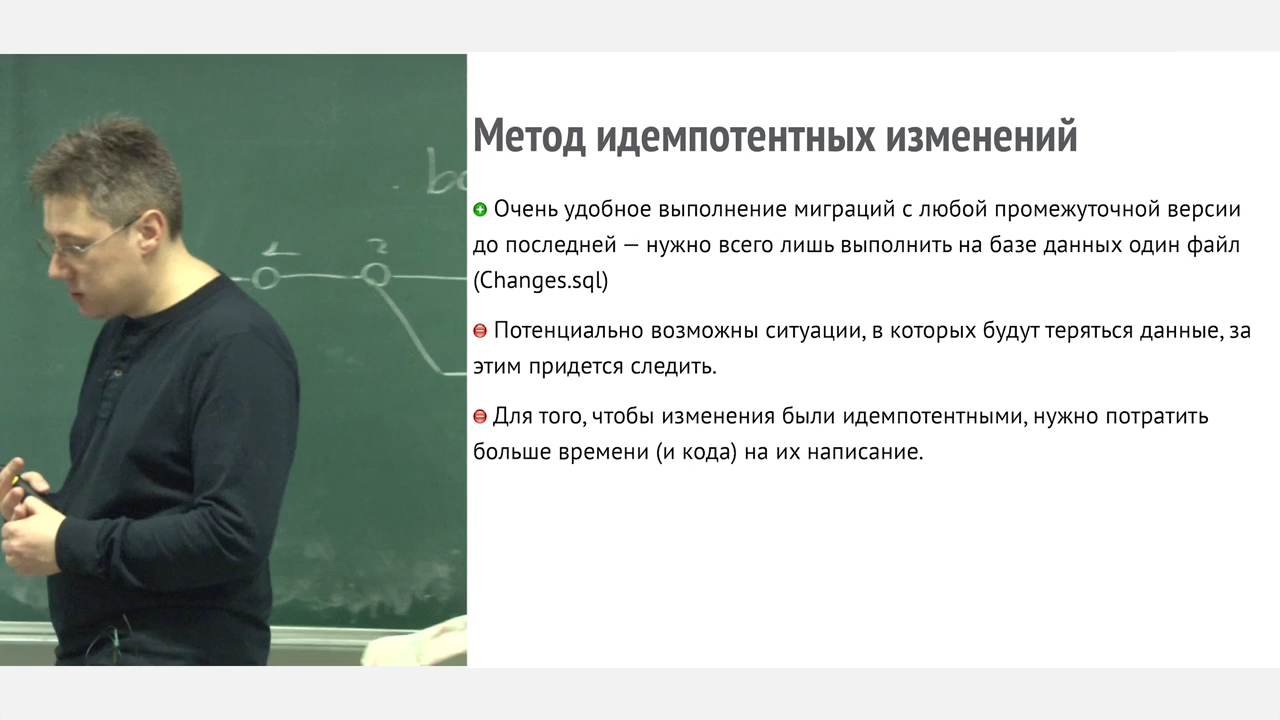 Метод идемпотентных изменений
Очень удобное выполнение миграций с любой промежуточной версии
до последней — нужно всего лишь выполнить на базе данных один файл
(Changes.sql)
Потенциально возможны ситуации, в которых будут теряться данные, за
этим придется следить.
Для того, чтобы изменения были идемпотентными, нужно потратить
больше времени (и кода) на их написание.